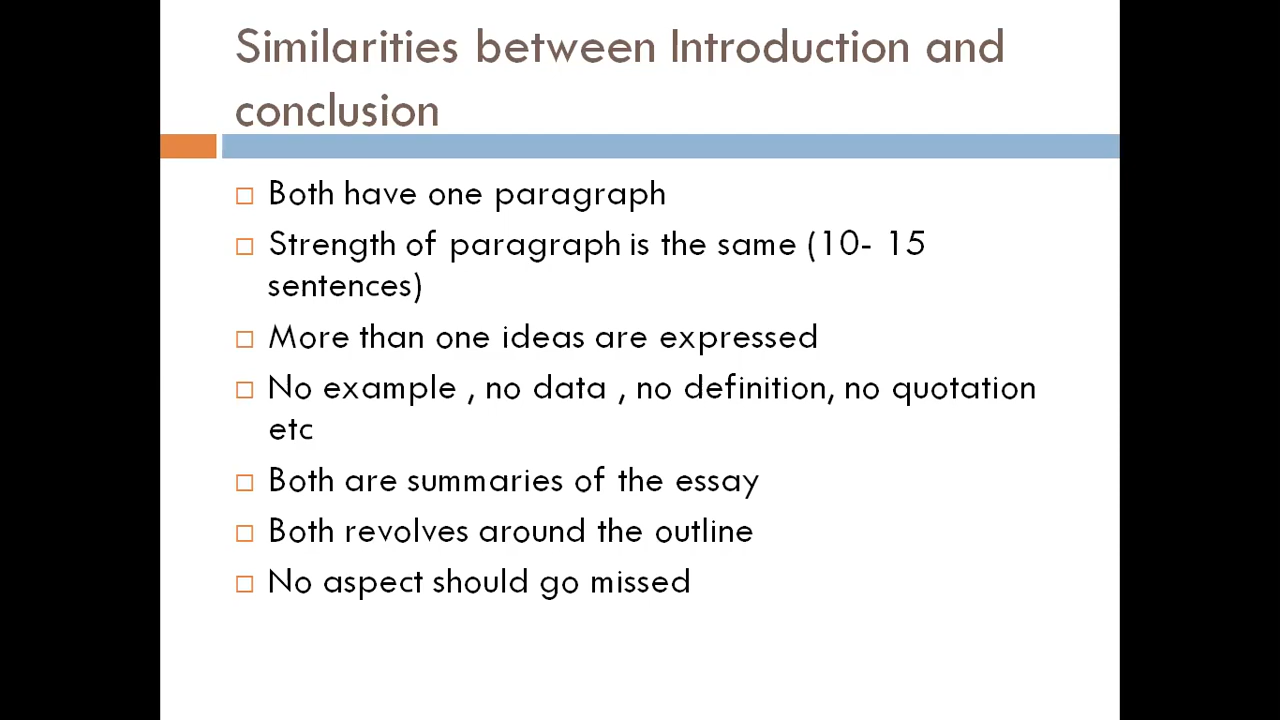 Similarities between Introduction and
conclusion
Both have one paragraph
Strength of paragraph is the same (10- 15
sentences)
More than one ideas are expressed
No example , no data , no definition, no quotation
etc
Both are summaries of the essay
Both revolves around the outline
No aspect should go missed